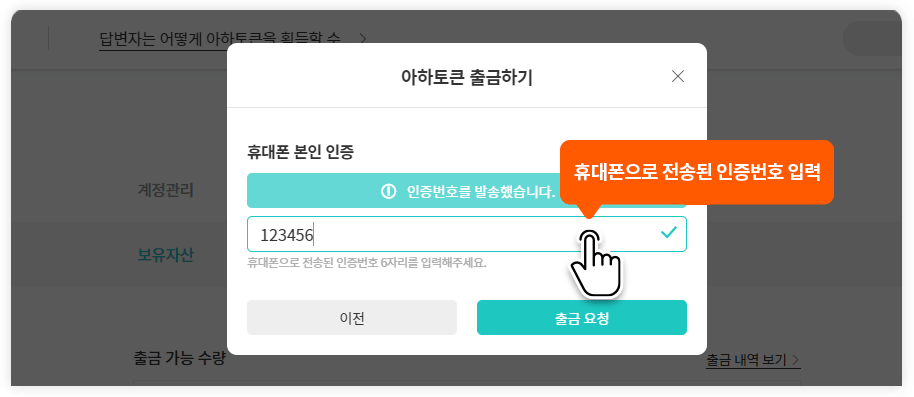 답변자는 어떻게 아하토큰을 획득할 수
아하토큰 출금하기
휴대폰 본인 인증
휴대폰으로 전송된 인증번호 입력
계정관리
인증번호를 발송했습니다.
123456
보유자산
휴대폰으로 전송된 인증번호 6자리를 입력해주세요.
이전
출금 요청
출금 가능 수량
출금 내역 보기